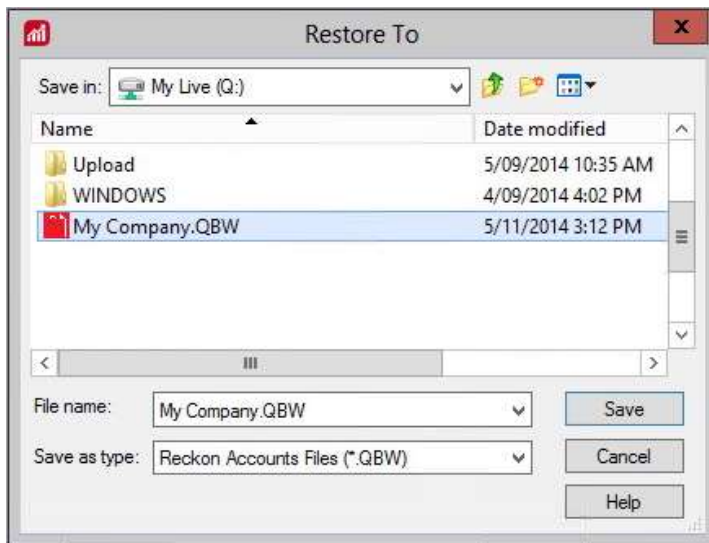 Restore To
x
Save in: My Live (Q:)
Name Date modified
Upload 5/09/2014 10:35 AM
WINDOWS 4/09/2014 4:02 PM
My Company.QBW 5/11/2014 3:12 PM
File name: My Company.QBW Save
Save as type: Reckon Accounts Files (*.QBW) Cancel
Help